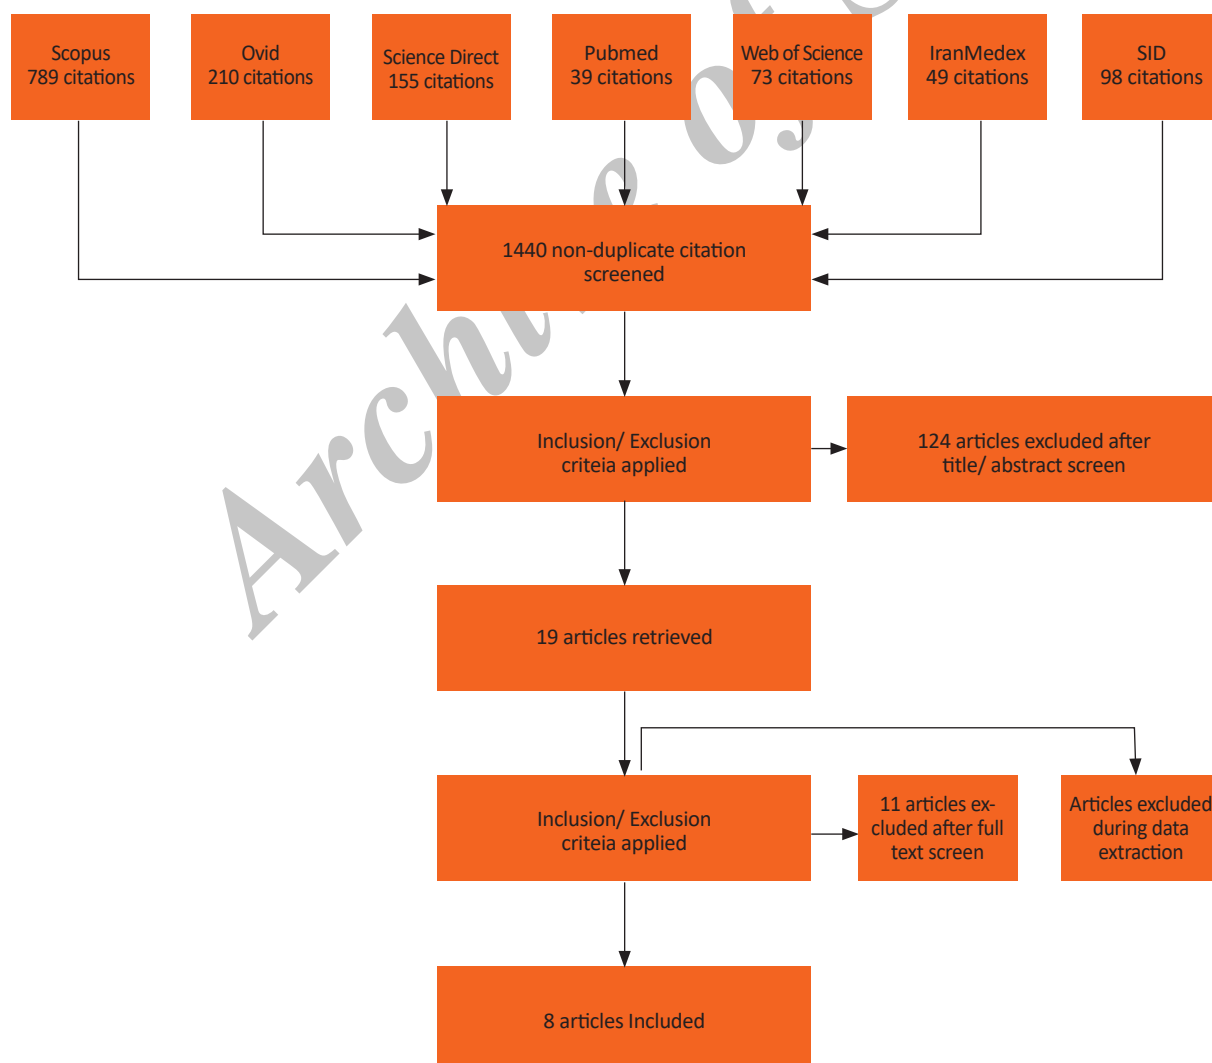 Scopus
789 citations
Ovid
210 citations
Science Direct
155 citations
Pubmed
39 citations
Web of Science
73 citations
IranMedex
49 citations
SID
98 citations
1440 non-duplicate citation
screened
Inclusion/ Exclusion
criteia applied
124 articles excluded after
title/ abstract screen
19 articles retrieved
Inclusion/ Exclusion
criteia applied
11 articles ex-
cluded after full
text screen
Articles excluded
during data
extraction
8 articles Included